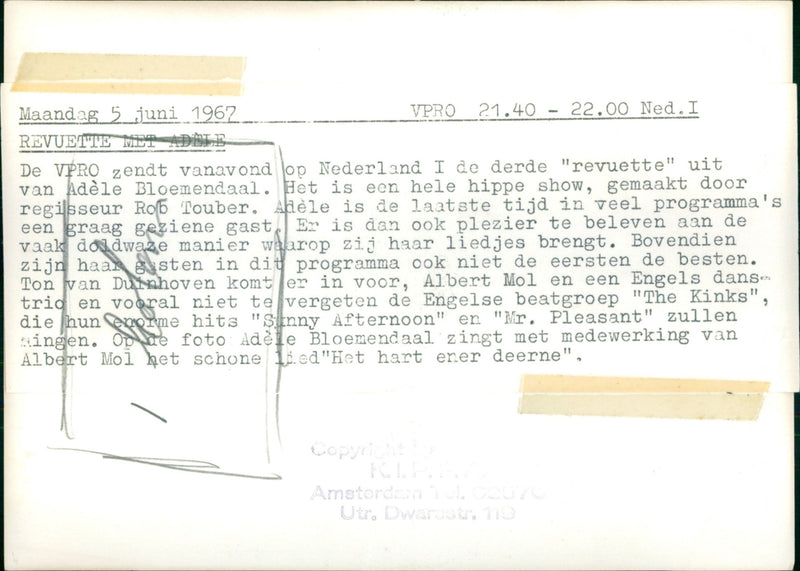 Maandag 5 juni 1967 VPRO 21.40 - 22.00 Ned.I
REVUETTE MET ADÈLE
De VPRO zendt vanavond op Nederland I de derde "revuette" uit
van Adèle Bloemendaal. Het is een hele hippe show, gemaakt door
regisseur Rob Touber. Adèle is de laatste tijd in veel programma's
een graag geziene gast. Er is dan ook plezier te beleven aan de
vaak doldwaze manier waarop zij haar liedjes brengt. Bovendien
zijn haar gasten in dit programma ook niet de eersten de besten.
Ton van Duinhoven komt er in voor, Albert Mol en een Engels dans-
trio en vooral niet te vergeten de Engelse beatgroep "The Kinks",
die hun enorme hits "Sunny Afternoon" en "Mr. Pleasant" zullen
zingen. Op de foto Adèle Bloemendaal zingt met medewerking van
Albert Mol het schone lied"Het hart ener deerne".
Copyright
Amsterdam Tel. 02070
Utr. Dwarsstr. 119